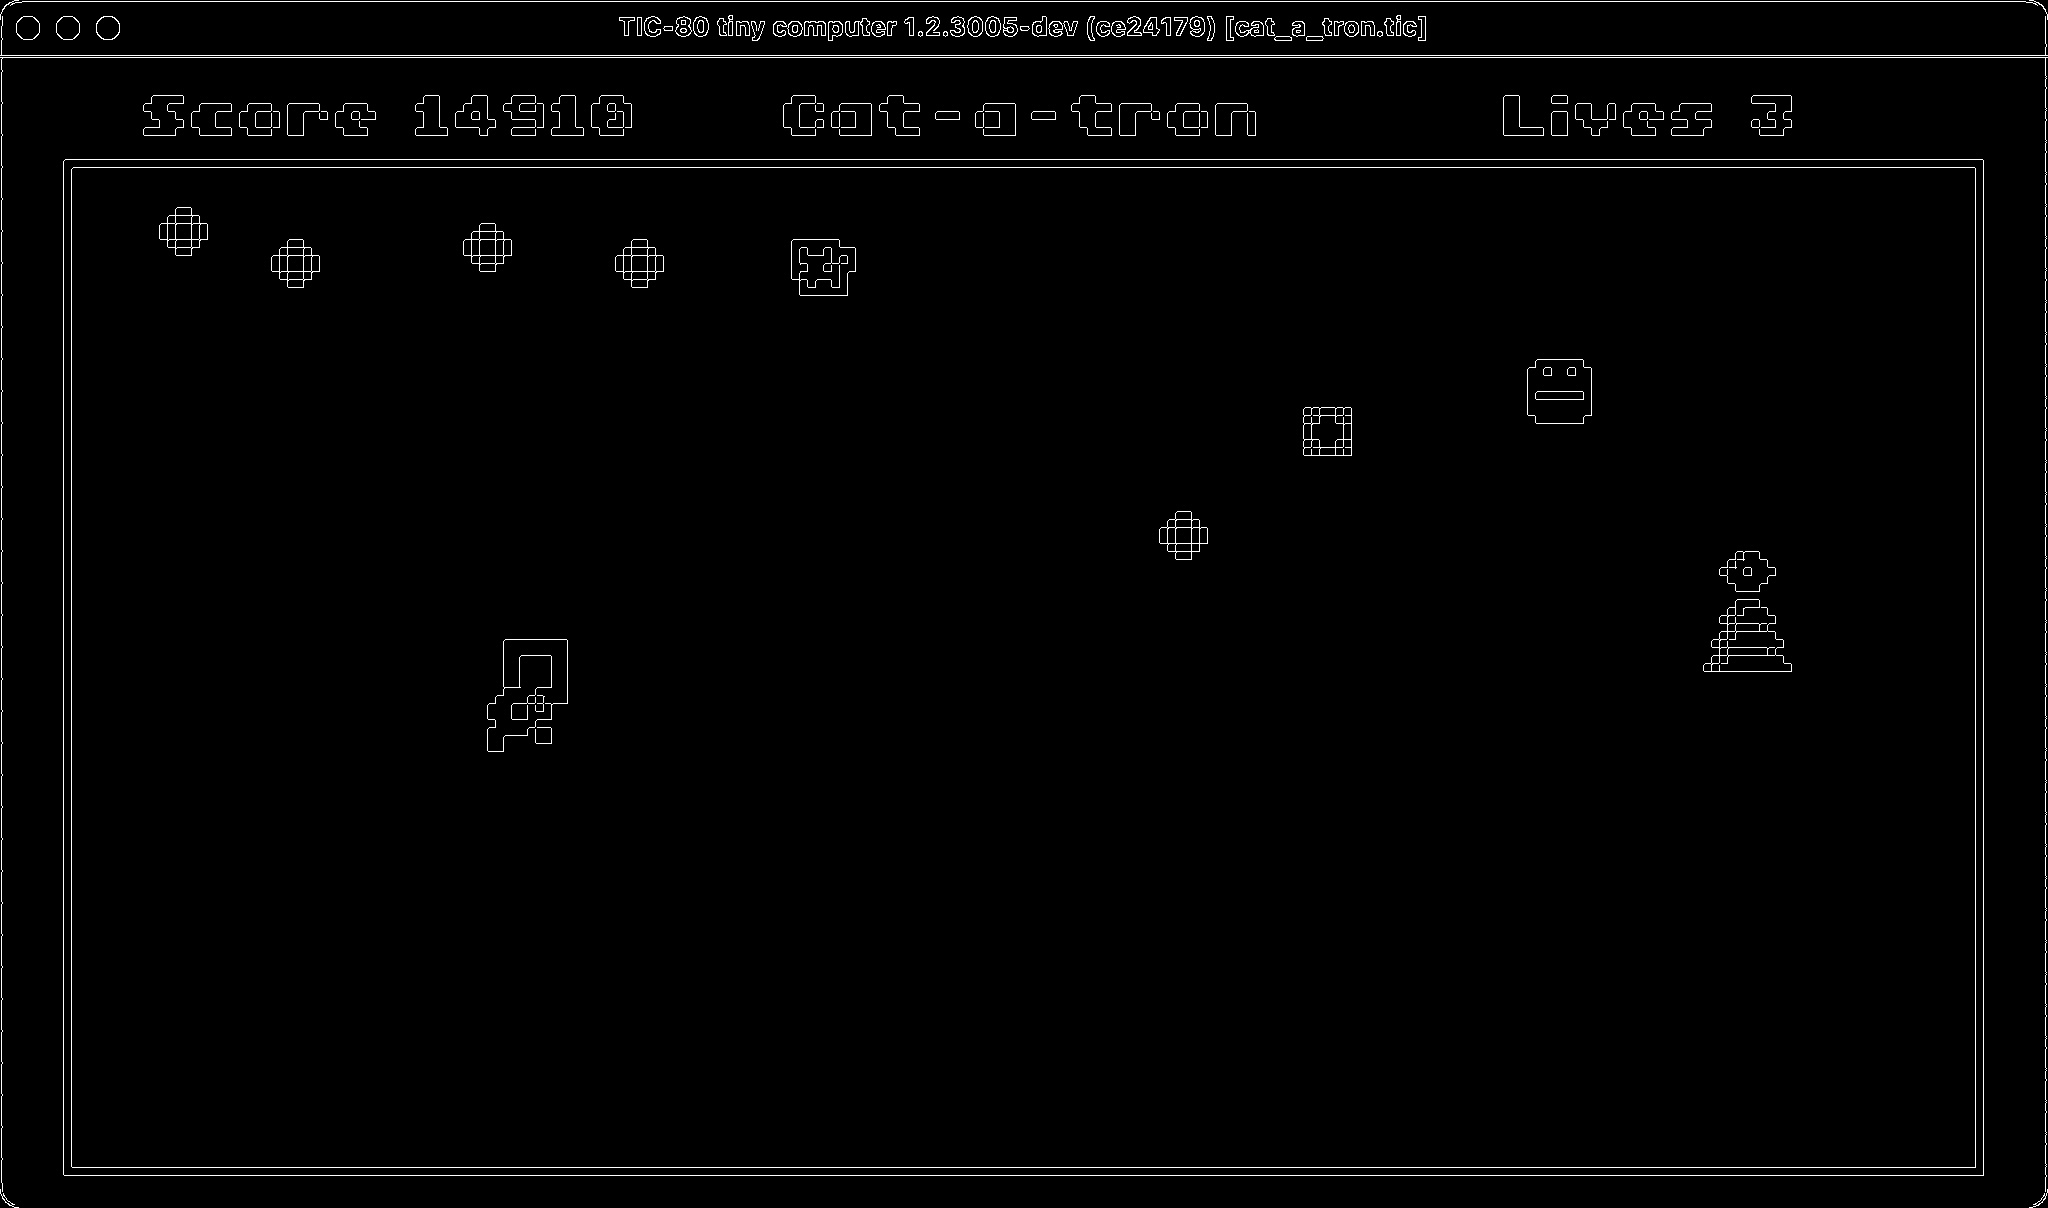 TIC-80 tiny computer 1.2.3005-dev (ce24179) [cat_a_tron.tic]
Score 14910 Cat-a-tron Lives 3